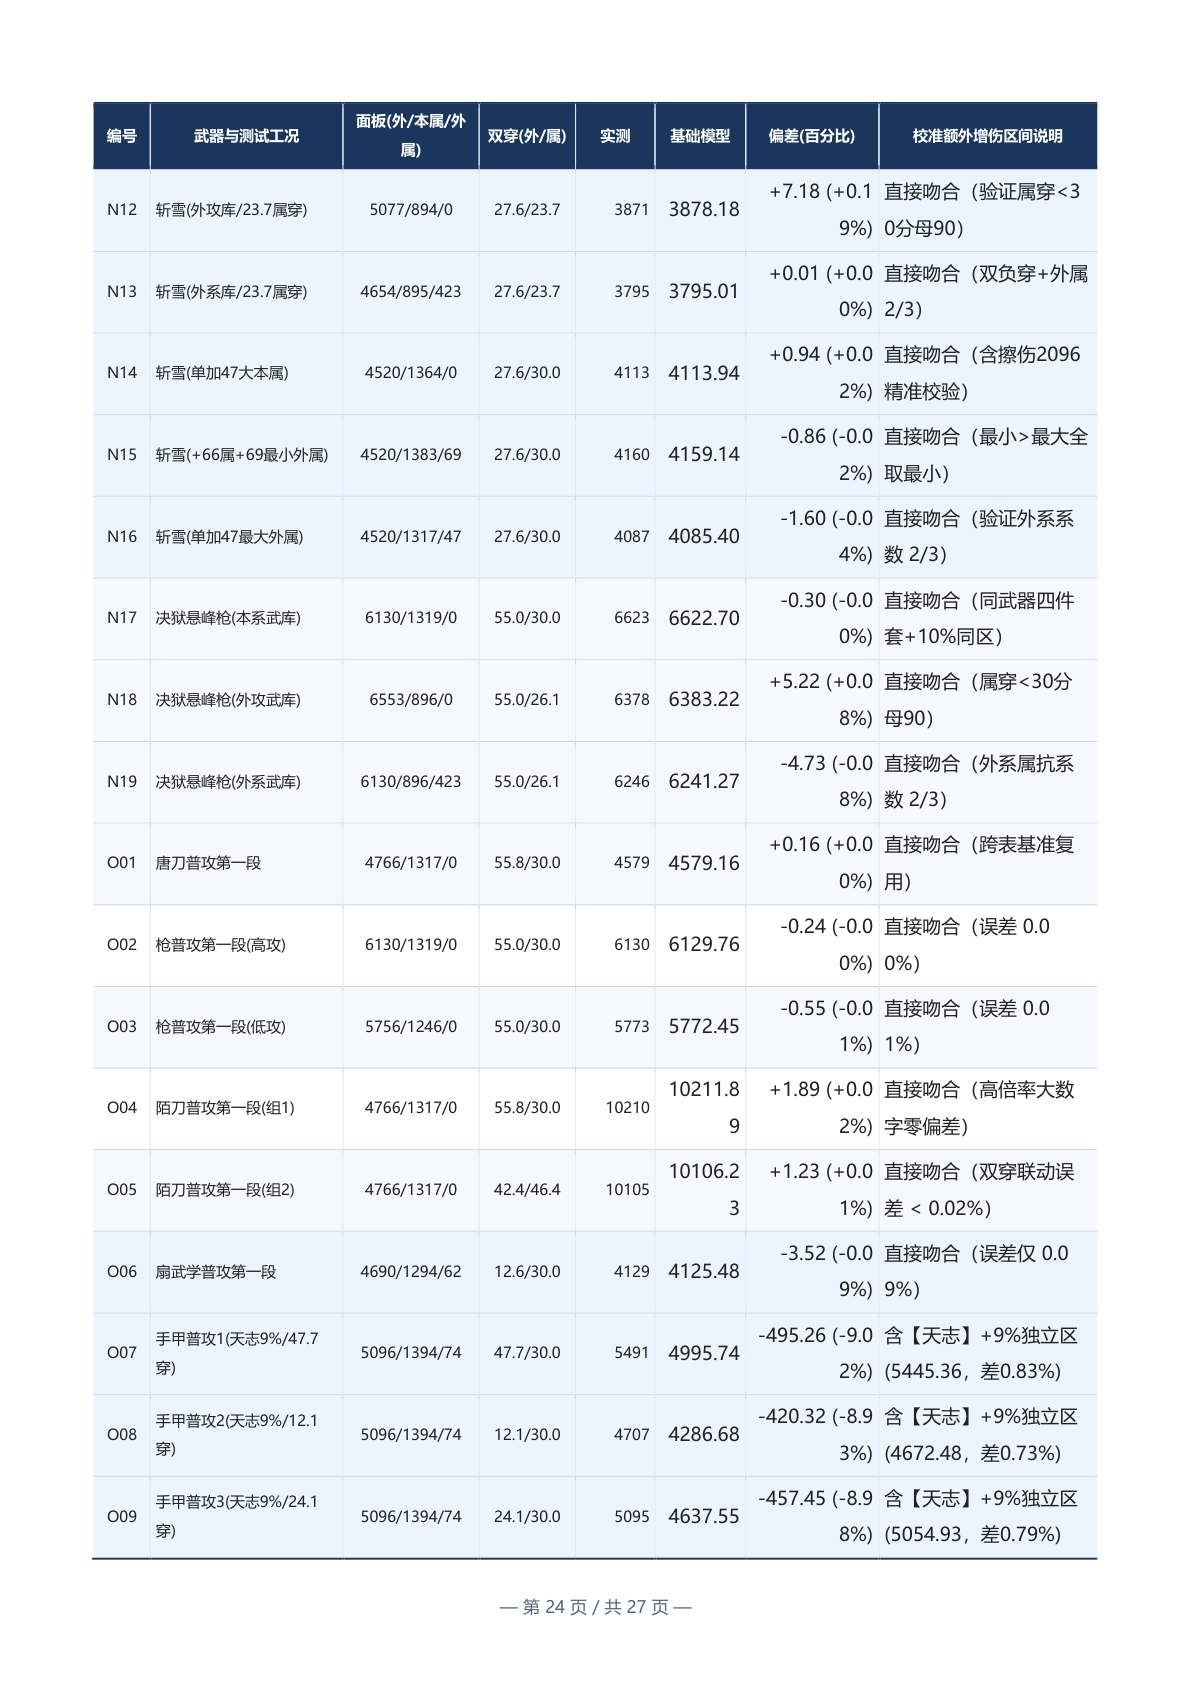 编号 武器与测试工况 面板(外/本属/外属) 双穿(外/属) 实测 基础模型 偏差(百分比) 校准额外增伤区间说明
N12 斩雪(外攻库/23.7属穿) 5077/894/0 27.6/23.7 3871 3878.18 +7.18 (+0.19%) 直接吻合（验证属穿<30分母90）
N13 斩雪(外系库/23.7属穿) 4654/895/423 27.6/23.7 3795 3795.01 +0.01 (+0.00%) 直接吻合（双负穿+外属2/3）
N14 斩雪(单加47大本属) 4520/1364/0 27.6/30.0 4113 4113.94 +0.94 (+0.02%) 直接吻合（含擦伤2096精准校验）
N15 斩雪(+66属+69最小外属) 4520/1383/69 27.6/30.0 4160 4159.14 -0.86 (-0.02%) 直接吻合（最小>最大全取最小）
N16 斩雪(单加47最大外属) 4520/1317/47 27.6/30.0 4087 4085.40 -1.60 (-0.04%) 直接吻合（验证外系系数 2/3）
N17 决狱悬峰枪(本系武库) 6130/1319/0 55.0/30.0 6623 6622.70 -0.30 (-0.00%) 直接吻合（同武器四件套+10%同区）
N18 决狱悬峰枪(外攻武库) 6553/896/0 55.0/26.1 6378 6383.22 +5.22 (+0.08%) 直接吻合（属穿<30分母90）
N19 决狱悬峰枪(外系武库) 6130/896/423 55.0/26.1 6246 6241.27 -4.73 (-0.08%) 直接吻合（外系属抗系数 2/3）
O01 唐刀普攻第一段 4766/1317/0 55.8/30.0 4579 4579.16 +0.16 (+0.00%) 直接吻合（跨表基准复用）
O02 枪普攻第一段(高攻) 6130/1319/0 55.0/30.0 6130 6129.76 -0.24 (-0.00%) 直接吻合（误差 0.00%）
O03 枪普攻第一段(低攻) 5756/1246/0 55.0/30.0 5773 5772.45 -0.55 (-0.01%) 直接吻合（误差 0.01%）
O04 陌刀普攻第一段(组1) 4766/1317/0 55.8/30.0 10210 10211.89 +1.89 (+0.02%) 直接吻合（高倍率大数字零偏差）
O05 陌刀普攻第一段(组2) 4766/1317/0 42.4/46.4 10105 10106.23 +1.23 (+0.01%) 直接吻合（双穿联动误差 < 0.02%）
O06 扇武学普攻第一段 4690/1294/62 12.6/30.0 4129 4125.48 -3.52 (-0.09%) 直接吻合（误差仅 0.09%）
O07 手甲普攻1(天志9%/47.7穿) 5096/1394/74 47.7/30.0 5491 4995.74 -495.26 (-9.02%) 含【天志】+9%独立区(5445.36，差0.83%)
O08 手甲普攻2(天志9%/12.1穿) 5096/1394/74 12.1/30.0 4707 4286.68 -420.32 (-8.93%) 含【天志】+9%独立区(4672.48，差0.73%)
O09 手甲普攻3(天志9%/24.1穿) 5096/1394/74 24.1/30.0 5095 4637.55 -457.45 (-8.98%) 含【天志】+9%独立区(5054.93，差0.79%)
— 第 24 页 / 共 27 页 —